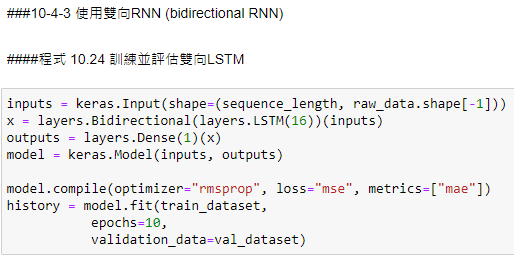 ###10-4-3 使用雙向RNN (bidirectional RNN)
####程式 10.24 訓練並評估雙向LSTM
inputs = keras.Input(shape=(sequence_length, raw_data.shape[-1]))
x = layers.Bidirectional(layers.LSTM(16))(inputs)
outputs = layers.Dense(1)(x)
model = keras.Model(inputs, outputs)
model.compile(optimizer="rmsprop", loss="mse", metrics=["mae"])
history = model.fit(train_dataset,
epochs=10,
validation_data=val_dataset)